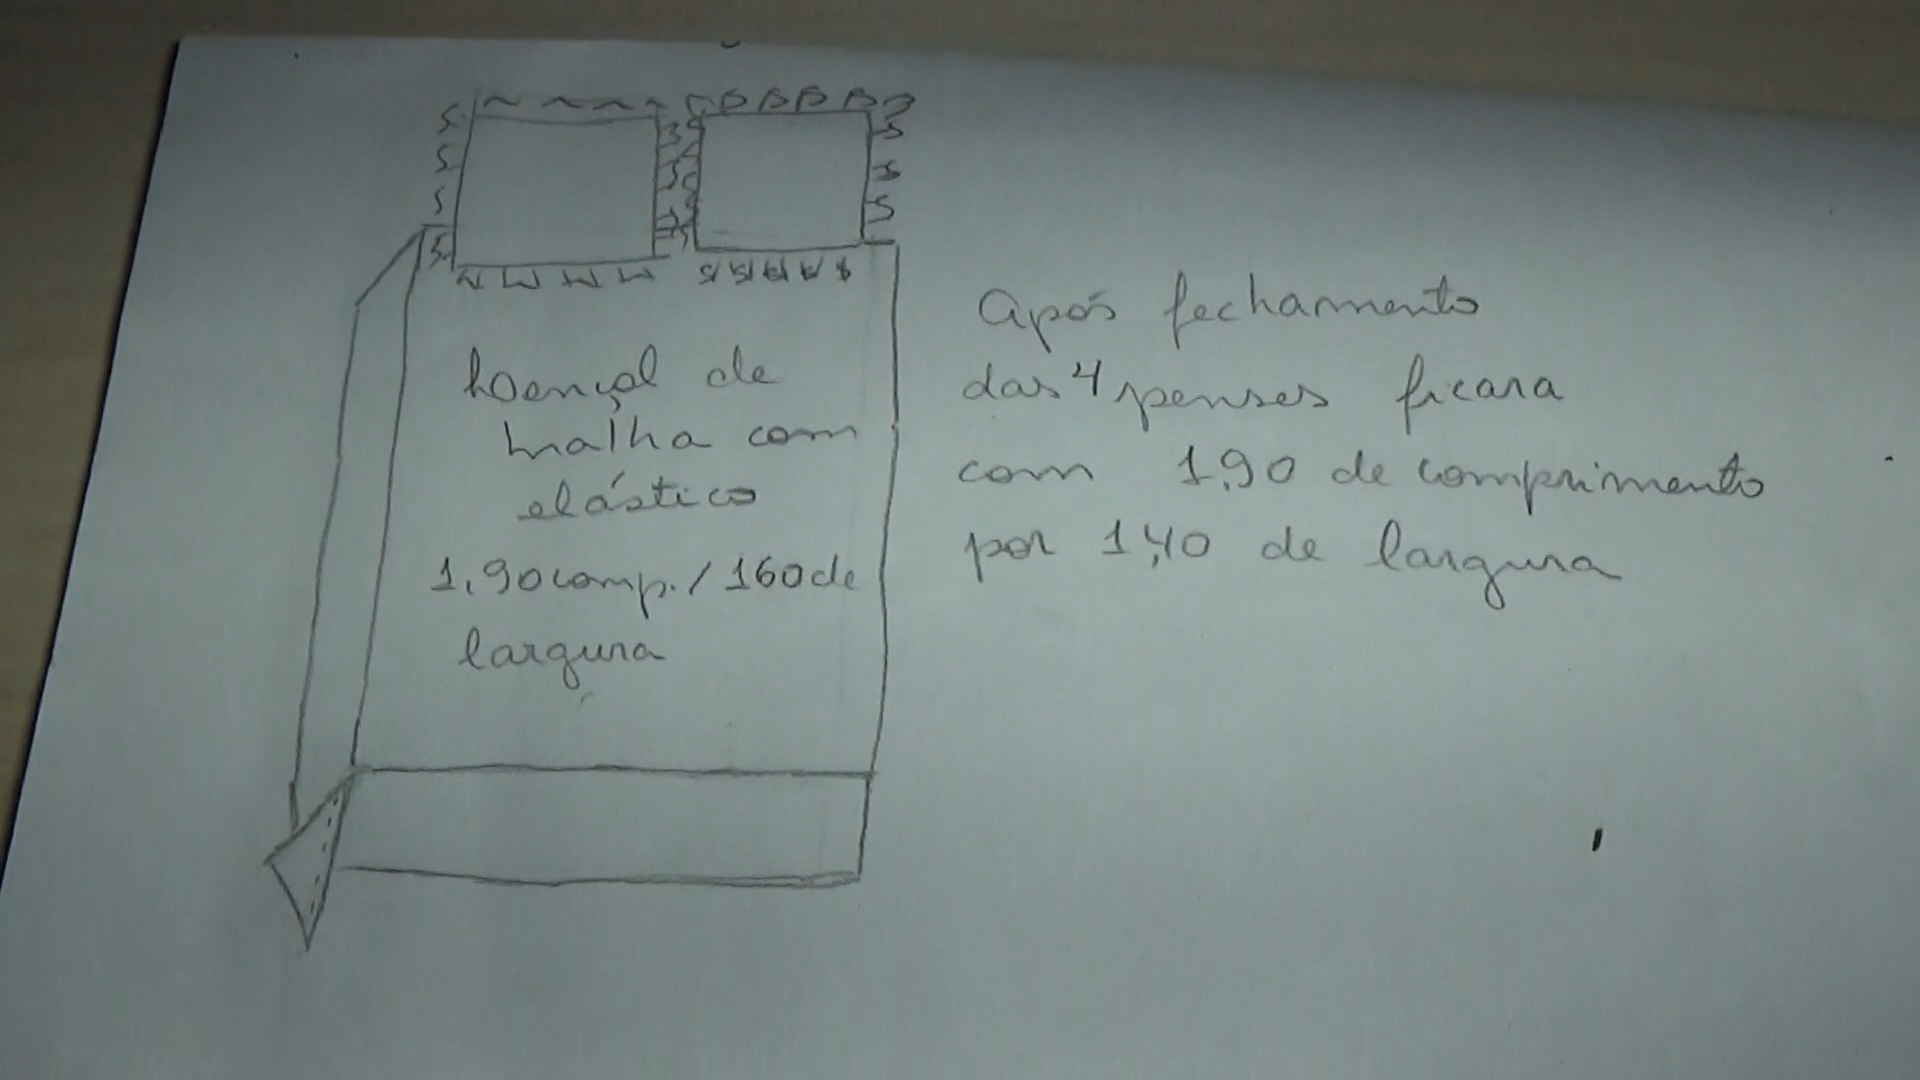 Lençol de
malha com
elástico
1,90comp./160de
largura
Após fechamento
das 4 penses ficara
com 1,90 de comprimento
por 1,40 de largura